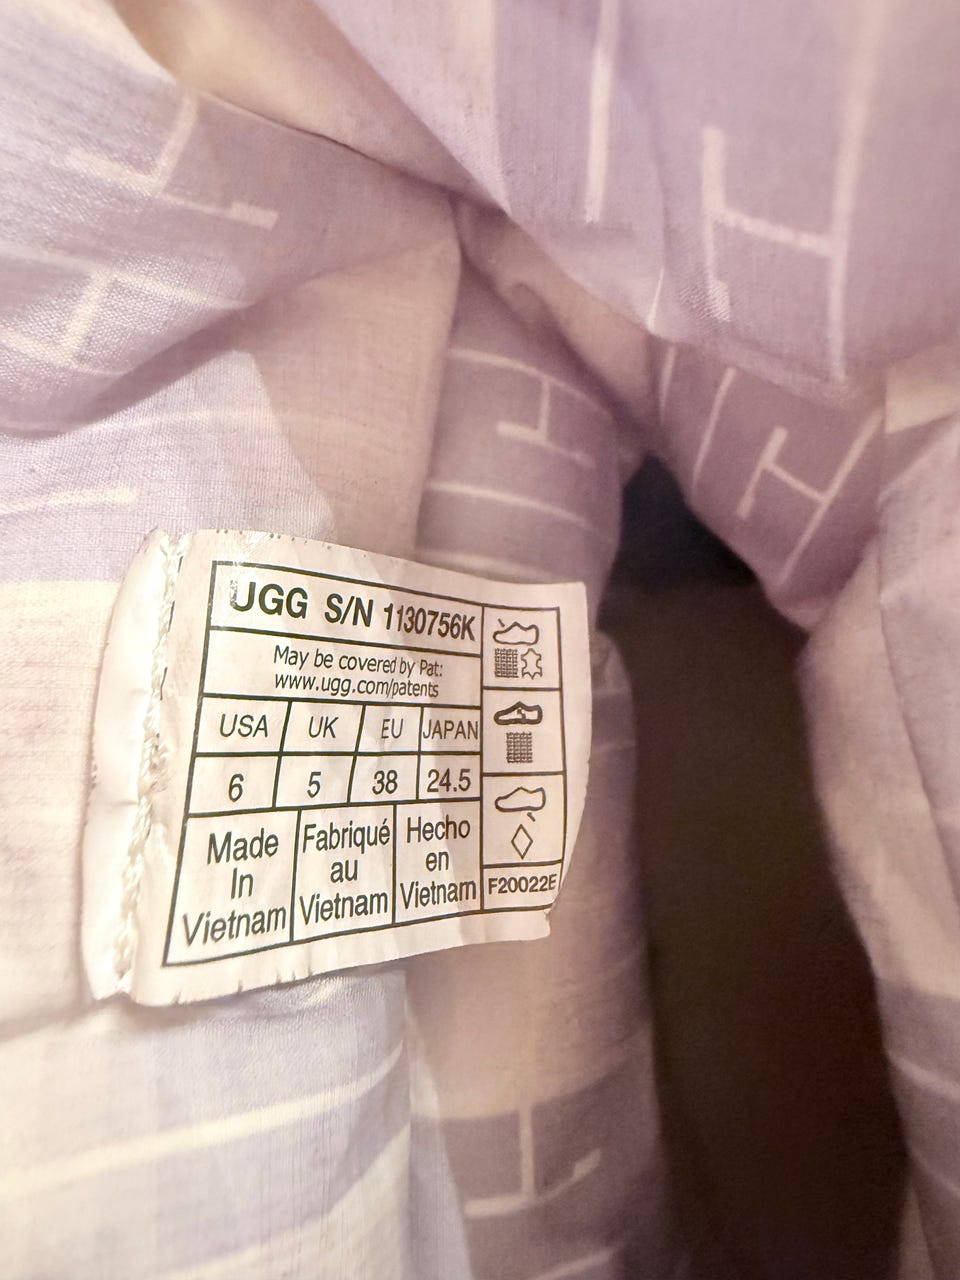 UGG S/N 1130756K
May be covered by Pat:
www.ugg.com/patents
USA UK EU JAPAN
6 5 38 24.5
Made In Vietnam
Fabriqué au Vietnam
Hecho en Vietnam
F20022E